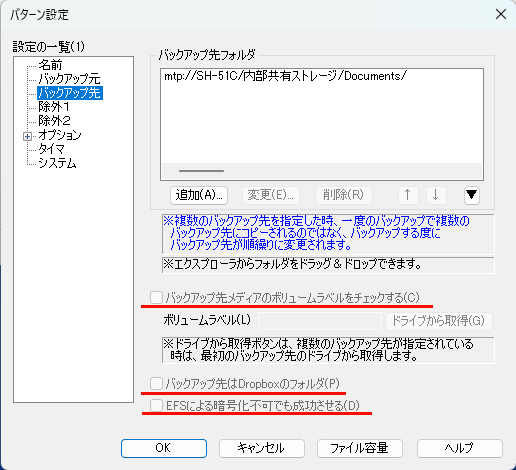 パターン設定
設定の一覧(1)
名前
バックアップ元
バックアップ先
除外1
除外2
オプション
タイマ
システム
バックアップ先フォルダ
mtp://SH-51C/内部共有ストレージ/Documents/
追加(A)... 変更(E)... 削除(R) ↑ ↓ ▼
※複数のバックアップ先を指定した時、一度のバックアップで複数の
バックアップ先にコピーされるのではなく、バックアップする度に
バックアップ先が順繰りに変更されます。
※エクスプローラからフォルダをドラッグ＆ドロップできます。
バックアップ先メディアのボリュームラベルをチェックする(C)
ボリュームラベル(L) ドライブから取得(G)
※ドライブから取得ボタンは、複数のバックアップ先が指定されている
時は、最初のバックアップ先のドライブから取得します。
バックアップ先はDropboxのフォルダ(P)
EFSによる暗号化不可でも成功させる(D)
OK キャンセル ファイル容量 ヘルプ